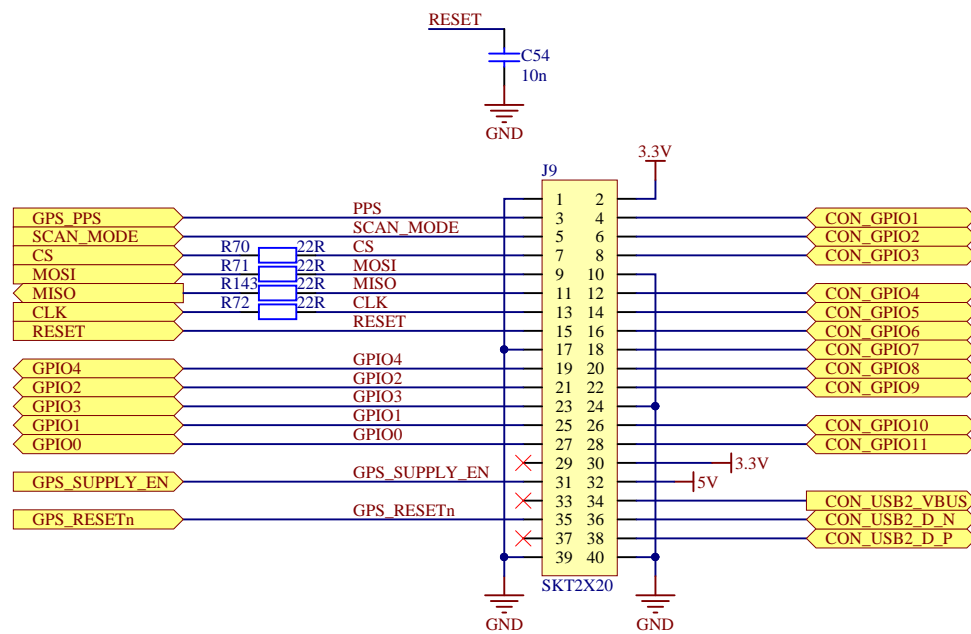 RESET
C54
10n
GND
3.3V
J9
1 2
GPS_PPS PPS 3 4 CON_GPIO1
SCAN_MODE SCAN_MODE 5 6 CON_GPIO2
CS R70 22R CS 7 8 CON_GPIO3
MOSI R71 22R MOSI 9 10
MISO R143 22R MISO 11 12 CON_GPIO4
CLK R72 22R CLK 13 14 CON_GPIO5
RESET RESET 15 16 CON_GPIO6
17 18 CON_GPIO7
GPIO4 GPIO4 19 20 CON_GPIO8
GPIO2 GPIO2 21 22 CON_GPIO9
GPIO3 GPIO3 23 24
GPIO1 GPIO1 25 26 CON_GPIO10
GPIO0 GPIO0 27 28 CON_GPIO11
29 30 3.3V
GPS_SUPPLY_EN GPS_SUPPLY_EN 31 32 5V
33 34 CON_USB2_VBUS
GPS_RESETn GPS_RESETn 35 36 CON_USB2_D_N
37 38 CON_USB2_D_P
39 40
SKT2X20
GND GND